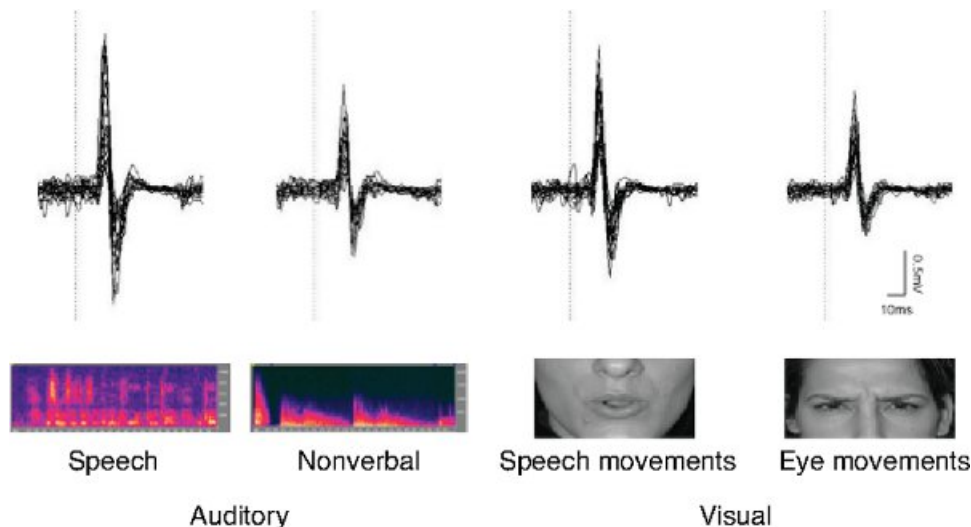 0.5mV
10ms
Speech
Nonverbal
Speech movements
Eye movements
Auditory
Visual